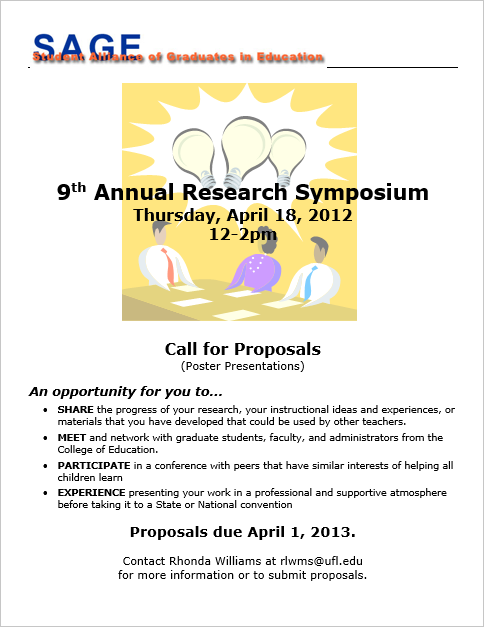 SAGE
Student Alliance of Graduates in Education
9th Annual Research Symposium
Thursday, April 18, 2012
12-2pm
Call for Proposals
(Poster Presentations)
An opportunity for you to...
• SHARE the progress of your research, your instructional ideas and experiences, or
materials that you have developed that could be used by other teachers.
• MEET and network with graduate students, faculty, and administrators from the
College of Education.
• PARTICIPATE in a conference with peers that have similar interests of helping all
children learn
• EXPERIENCE presenting your work in a professional and supportive atmosphere
before taking it to a State or National convention
Proposals due April 1, 2013.
Contact Rhonda Williams at rlwms@ufl.edu
for more information or to submit proposals.